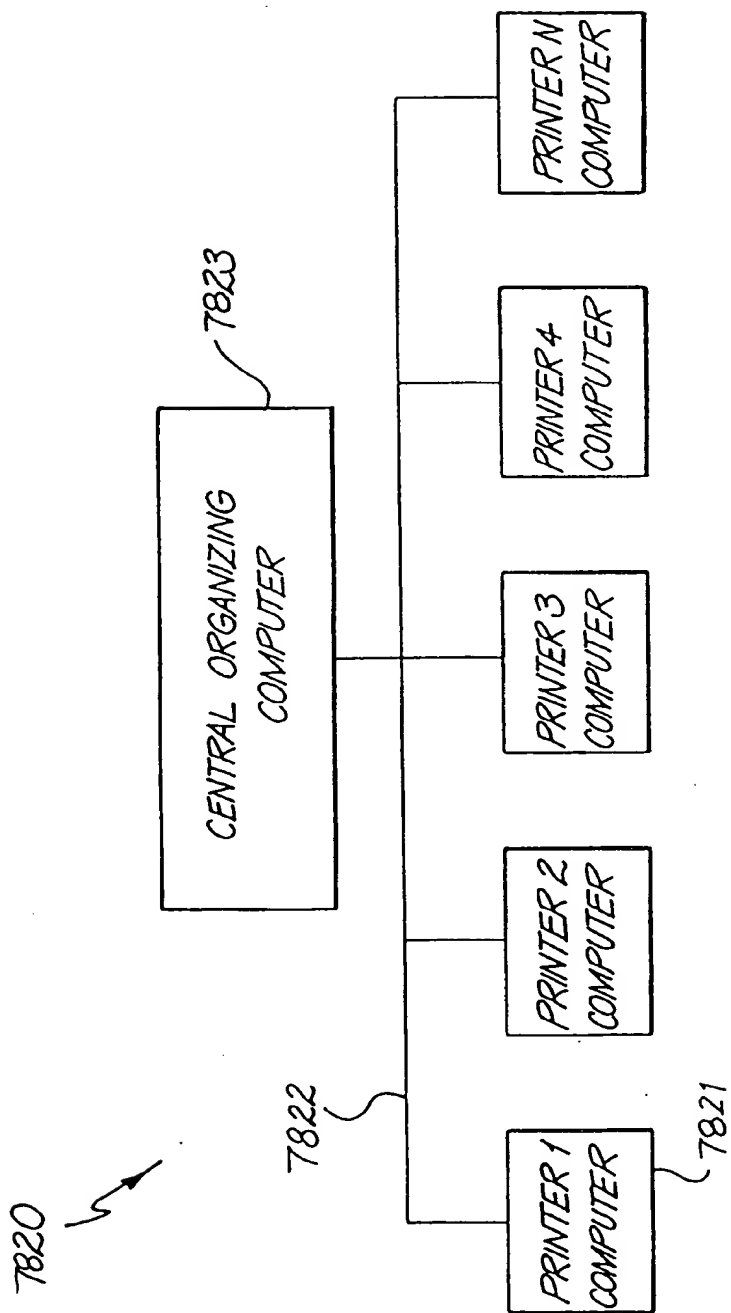 7820
CENTRAL ORGANIZING
COMPUTER
7823
7822
PRINTER 1
COMPUTER
PRINTER 2
COMPUTER
PRINTER 3
COMPUTER
PRINTER 4
COMPUTER
PRINTER N
COMPUTER
7821